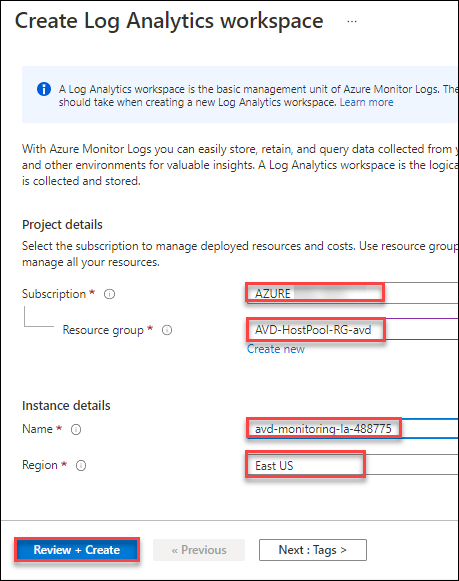 Create Log Analytics workspace ...
A Log Analytics workspace is the basic management unit of Azure Monitor Logs. The
should take when creating a new Log Analytics workspace. Learn more
With Azure Monitor Logs you can easily store, retain, and query data collected from
and other environments for valuable insights. A Log Analytics workspace is the logica
is collected and stored.
Project details
Select the subscription to manage deployed resources and costs. Use resource group
manage all your resources.
Subscription *
AZURE
Resource group *
AVD-HostPool-RG-avd
Create new
Instance details
Name *
avd-monitoring-la-488775
Region *
East US
Review + Create
« Previous
Next : Tags >